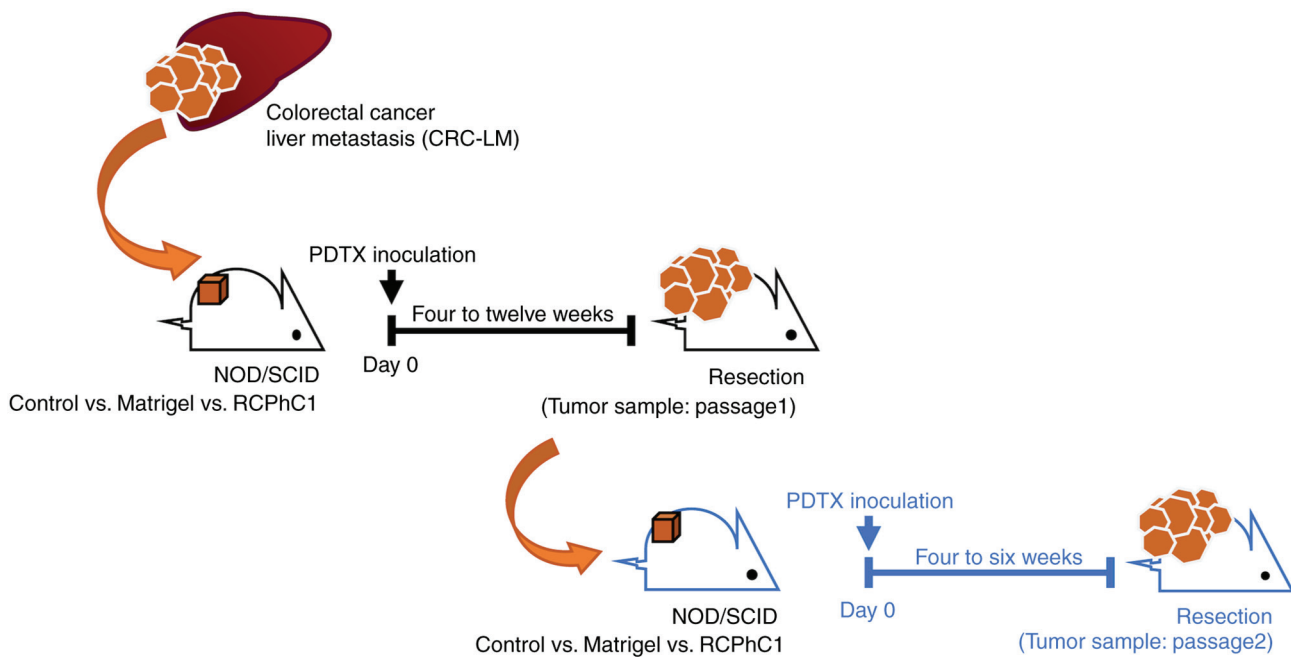 Colorectal cancer
liver metastasis (CRC-LM)
PDTX inoculation
Four to twelve weeks
Day 0
NOD/SCID
Control vs. Matrigel vs. RCPhC1
Resection
(Tumor sample: passage1)
PDTX inoculation
Four to six weeks
Day 0
NOD/SCID
Control vs. Matrigel vs. RCPhC1
Resection
(Tumor sample: passage2)